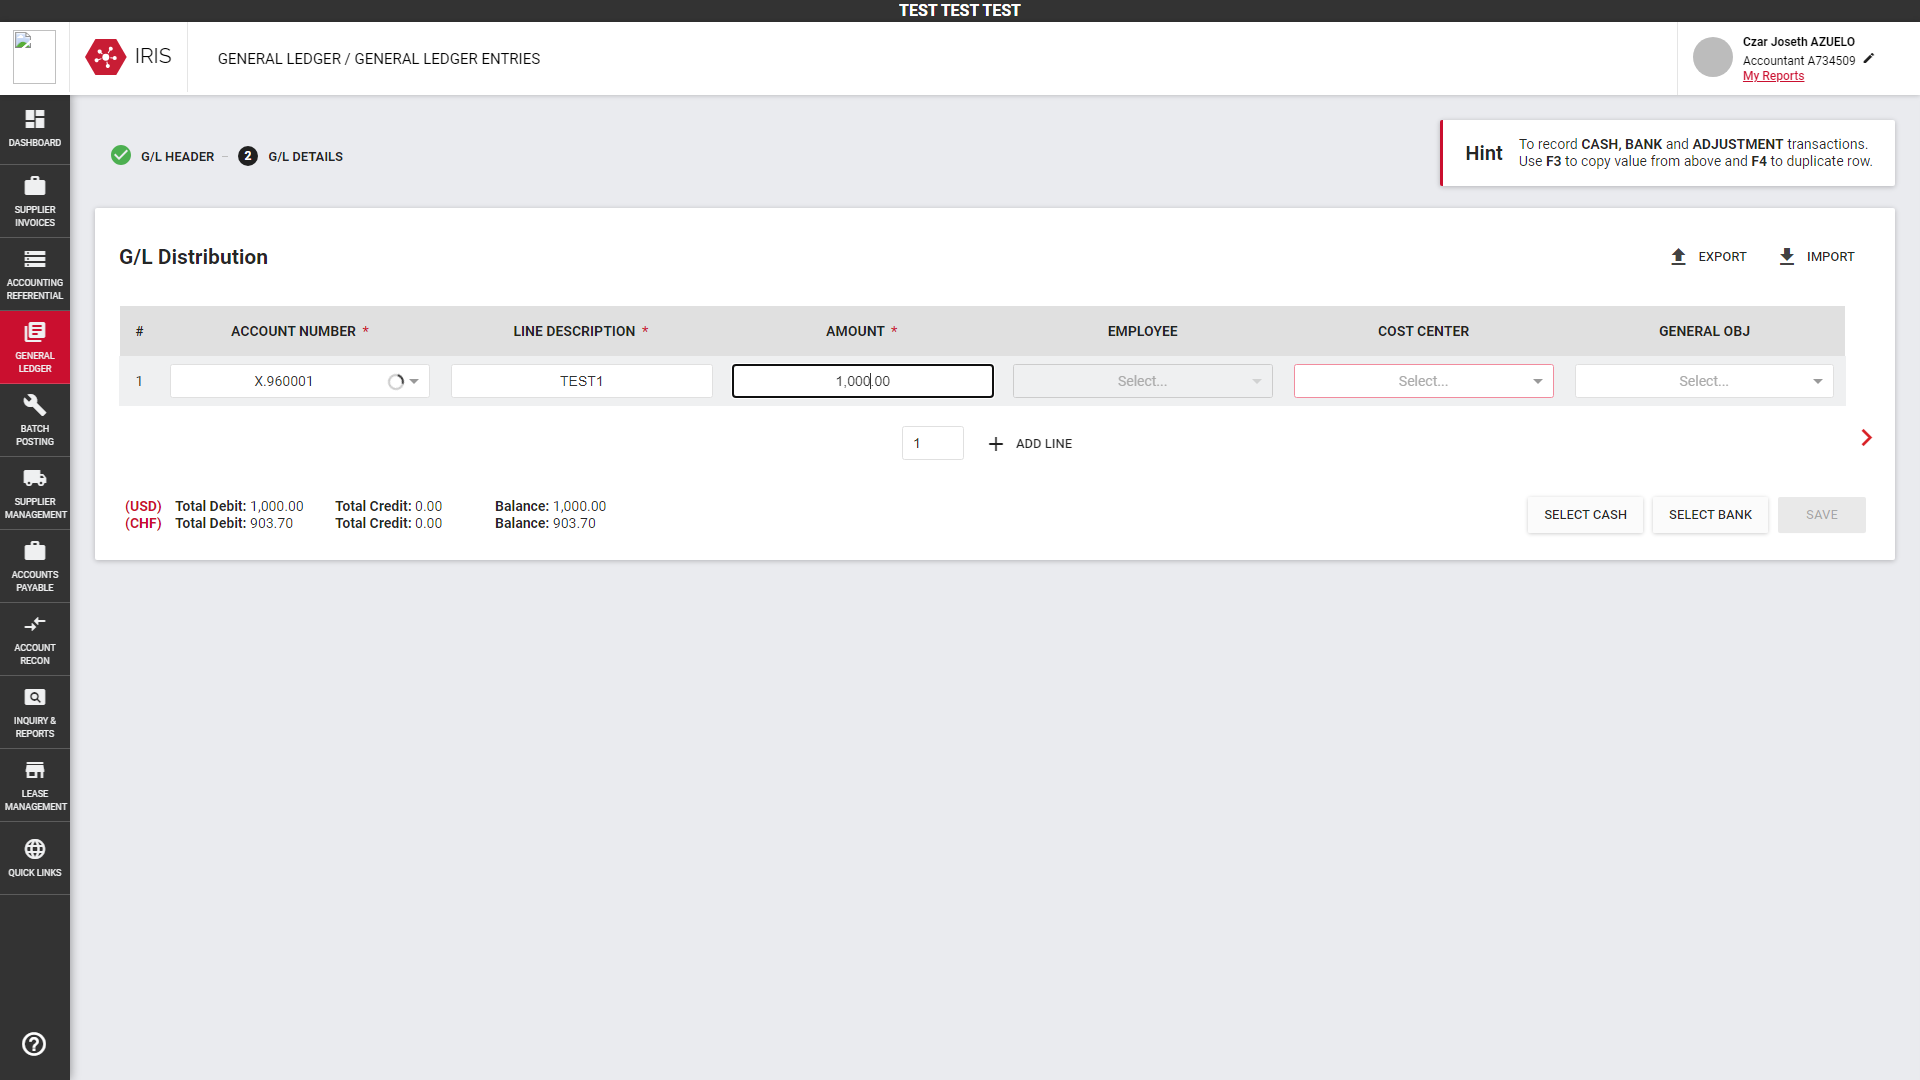 TEST TEST TEST
IRIS
GENERAL LEDGER / GENERAL LEDGER ENTRIES
Czar Joseth AZUELO
Accountant A734509
My Reports
DASHBOARD
SUPPLIER
INVOICES
ACCOUNTING
REFERENTIAL
GENERAL
LEDGER
BATCH
POSTING
SUPPLIER
MANAGEMENT
ACCOUNTS
PAYABLE
ACCOUNT
RECON
INQUIRY &
REPORTS
LEASE
MANAGEMENT
QUICK LINKS
G/L HEADER
2 G/L DETAILS
Hint
To record CASH, BANK and ADJUSTMENT transactions.
Use F3 to copy value from above and F4 to duplicate row.
G/L Distribution
EXPORT
IMPORT
# ACCOUNT NUMBER * LINE DESCRIPTION * AMOUNT * EMPLOYEE COST CENTER GENERAL OBJ
1 X.960001 TEST1 1,000.00 Select... Select... Select...
1 ADD LINE
(USD) Total Debit: 1,000.00 Total Credit: 0.00 Balance: 1,000.00
(CHF) Total Debit: 903.70 Total Credit: 0.00 Balance: 903.70
SELECT CASH
SELECT BANK
SAVE